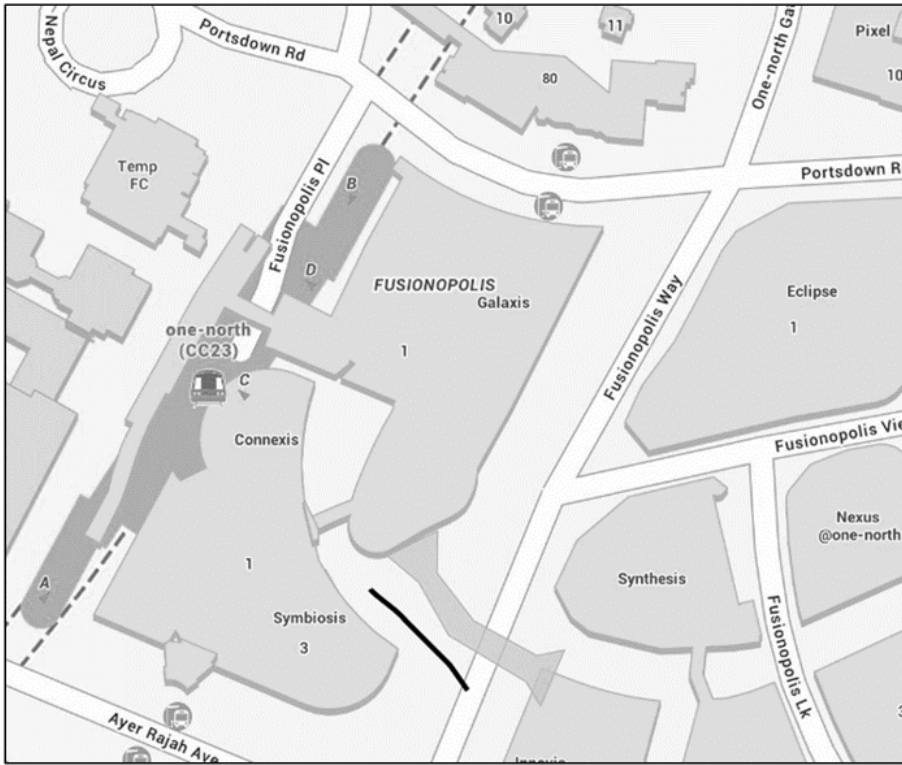 Nepal Circus
Portsdown Rd
10
11
One-north Ga
Pixel
10
80
Temp
FC
Fusionopolis Pl
B
Portsdown R
D
FUSIONOPOLIS
Galaxis
Eclipse
1
Fusionopolis Way
one-north
(CC23)
1
C
Connexis
Fusionopolis Vie
Nexus
@one-north
Synthesis
1
A
Symbiosis
3
Fusionopolis Lk
Ayer Rajah Ave